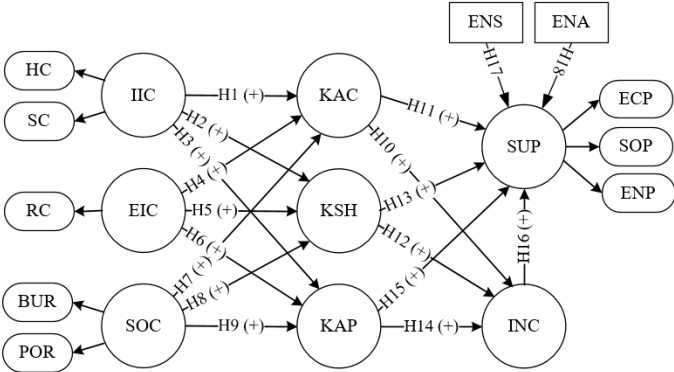 ENS
ENA
H17
H18
HC
SC
IIC
H1 (+)
H2 (+)
H3 (+)
KAC
H11 (+)
H10 (+)
SUP
ECP
SOP
ENP
RC
EIC
H4 (+)
H5 (+)
H6 (+)
KSH
H13 (+)
H12 (+)
H16 (+)
BUR
POR
SOC
H7 (+)
H8 (+)
H9 (+)
KAP
H15 (+)
H14 (+)
INC